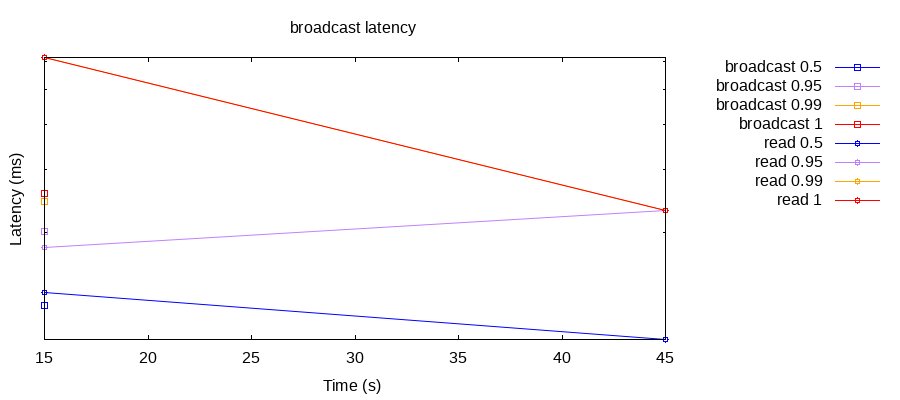 broadcast latency
Latency (ms)
broadcast 0.5
broadcast 0.95
broadcast 0.99
broadcast 1
read 0.5
read 0.95
read 0.99
read 1
15 20 25 30 35 40 45
Time (s)